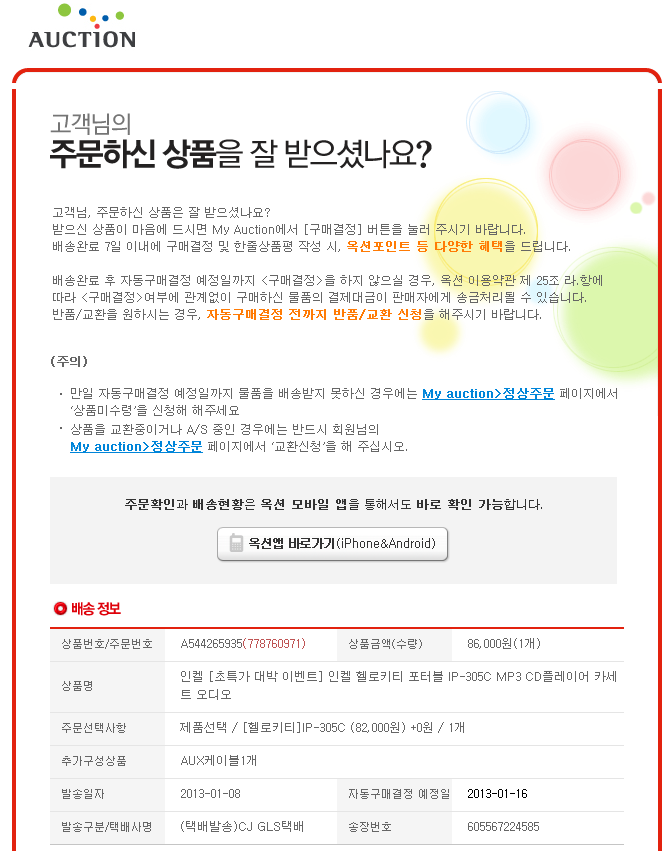 AUCTION
고객님의
주문하신 상품을 잘 받으셨나요?
고객님, 주문하신 상품은 잘 받으셨나요?
받으신 상품이 마음에 드시면 My Auction에서 [구매결정] 버튼을 눌러 주시기 바랍니다.
배송완료 7일 이내에 구매결정 및 한줄상품평 작성 시, 옥션포인트 등 다양한 혜택을 드립니다.
배송완료 후 자동구매결정 예정일까지 <구매결정>을 하지 않으실 경우, 옥션 이용약관 제 25조 라.항에
따라 <구매결정>여부에 관계없이 구매하신 물품의 결제대금이 판매자에게 송금처리될 수 있습니다.
반품/교환을 원하시는 경우, 자동구매결정 전까지 반품/교환 신청을 해주시기 바랍니다.
(주의)
· 만일 자동구매결정 예정일까지 물품을 배송받지 못하신 경우에는 My auction>정상주문 페이지에서
‘상품미수령’을 신청해 해주세요
· 상품을 교환중이거나 A/S 중인 경우에는 반드시 회원님의
My auction>정상주문 페이지에서 ‘교환신청’을 해 주십시오.
주문확인과 배송현황은 옥션 모바일 앱을 통해서도 바로 확인 가능합니다.
옥션앱 바로가기(iPhone&Android)
배송 정보
상품번호/주문번호 A544265935(778760971) 상품금액(수량) 86,000원(1개)
상품명 인켈 [초특가 대박 이벤트] 인켈 헬로키티 포터블 IP-305C MP3 CD플레이어 카세
트 오디오
주문선택사항 제품선택 / [헬로키티]IP-305C (82,000원) +0원 / 1개
추가구성상품 AUX케이블1개
발송일자 2013-01-08 자동구매결정 예정일 2013-01-16
발송구분/택배사명 (택배발송)CJ GLS택배 송장번호 605567224585